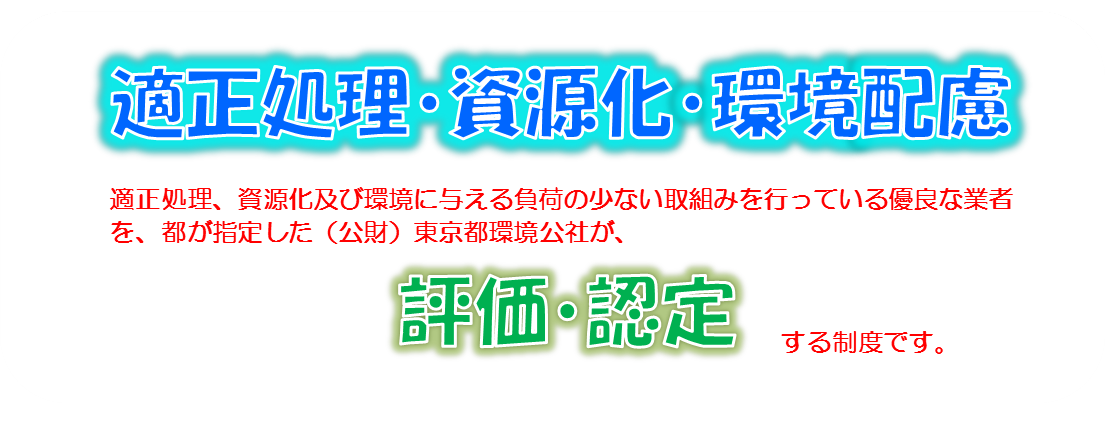 適正処理・資源化・環境配慮
適正処理、資源化及び環境に与える負荷の少ない取組みを行っている優良な業者
を、都が指定した（公財）東京都環境公社が、
評価・認定
する制度です。